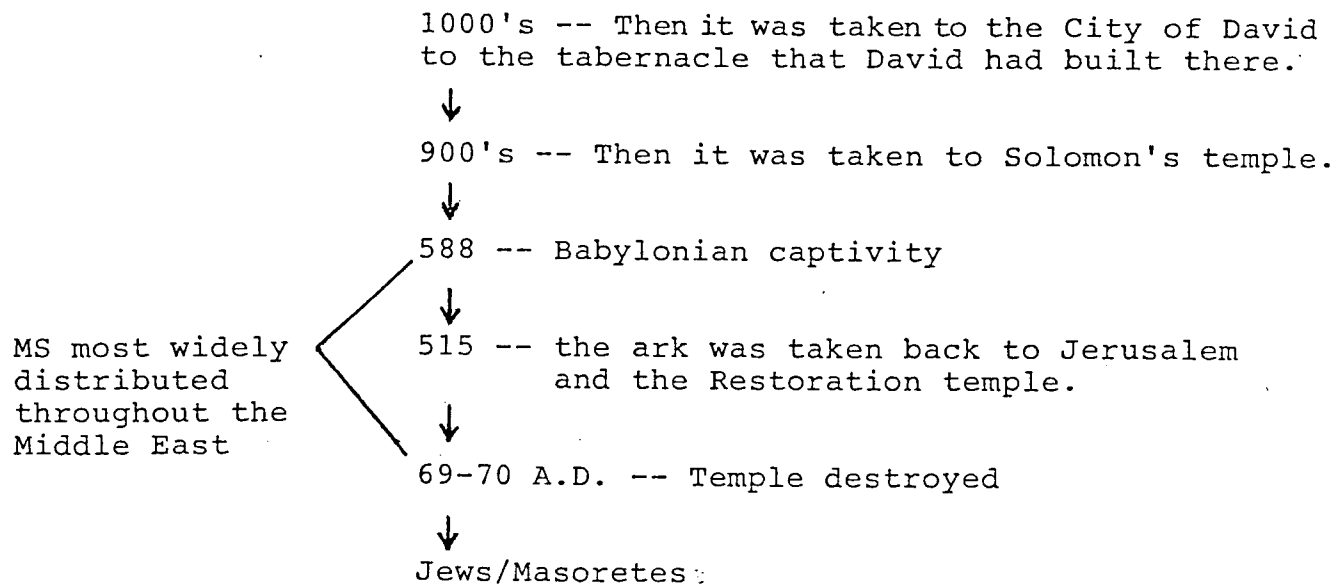 1000's -- Then it was taken to the City of David
to the tabernacle that David had built there.
900's -- Then it was taken to Solomon's temple.
588 -- Babylonian captivity
MS most widely
distributed
throughout the
Middle East
515 -- the ark was taken back to Jerusalem
and the Restoration temple.
69-70 A.D. -- Temple destroyed
Jews/Masoretes